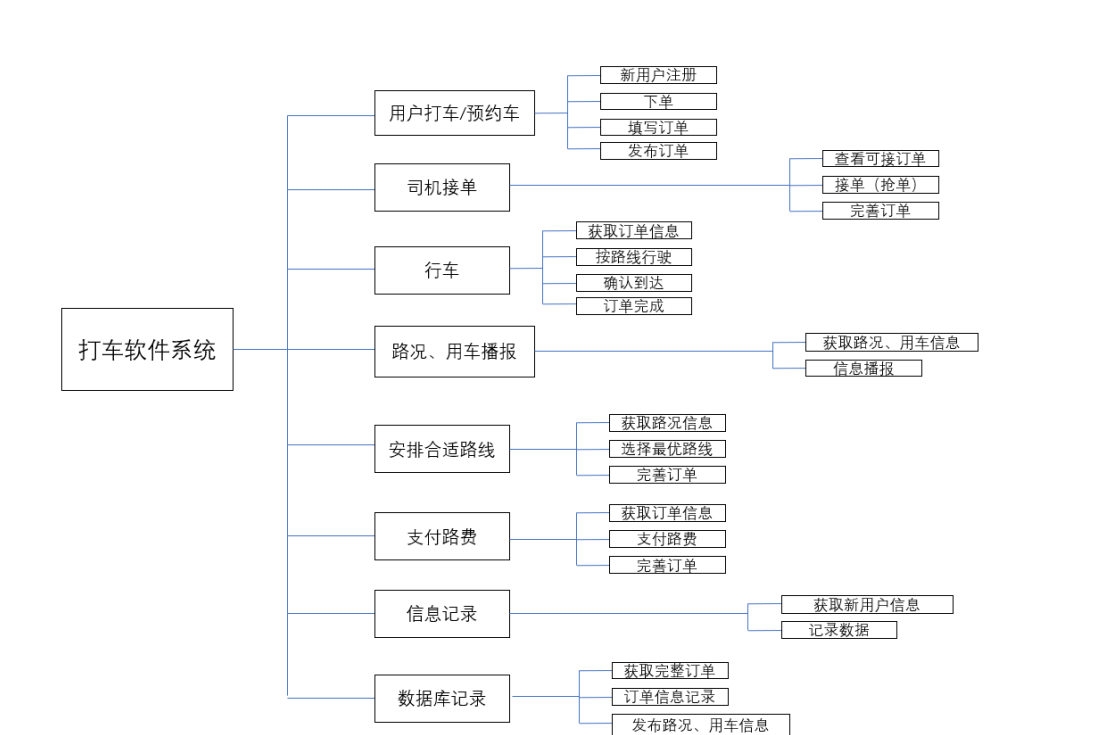 打车软件系统
用户打车/预约车
新用户注册
下单
填写订单
发布订单
司机接单
查看可接订单
接单（抢单）
完善订单
行车
获取订单信息
按路线行驶
确认到达
订单完成
路况、用车播报
获取路况、用车信息
信息播报
安排合适路线
获取路况信息
选择最优路线
完善订单
支付路费
获取订单信息
支付路费
完善订单
信息记录
获取新用户信息
记录数据
数据库记录
获取完整订单
订单信息记录
发布路况、用车信息